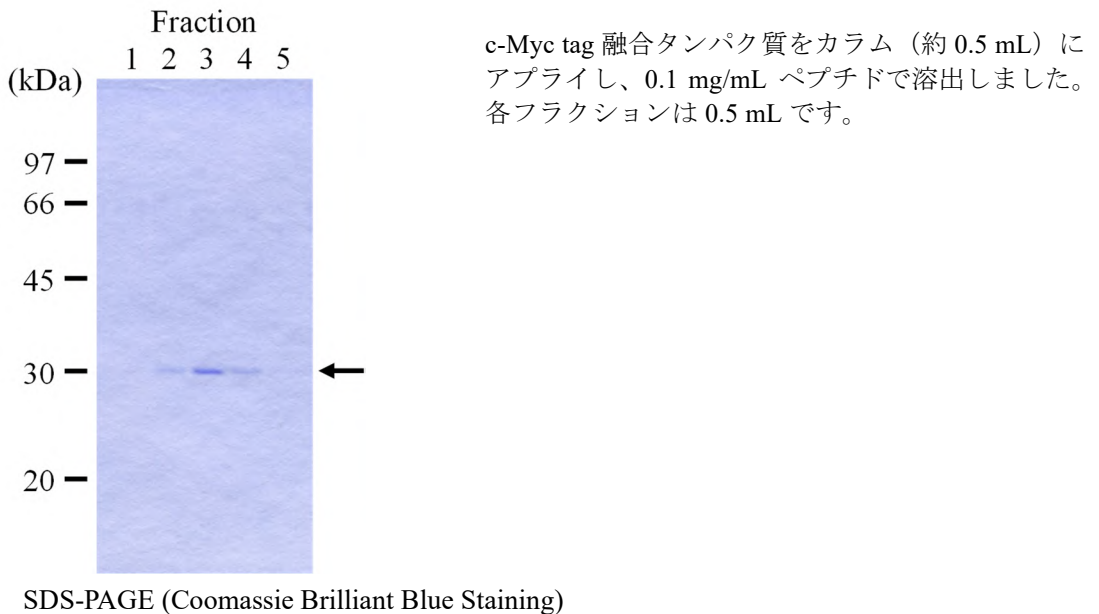 Fraction
1 2 3 4 5
(kDa)
97
66
45
30
20
c-Myc tag 融合タンパク質をカラム（約 0.5 mL）に
アプライし、0.1 mg/mL ペプチドで溶出しました。
各フラクションは 0.5 mL です。
SDS-PAGE (Coomassie Brilliant Blue Staining)